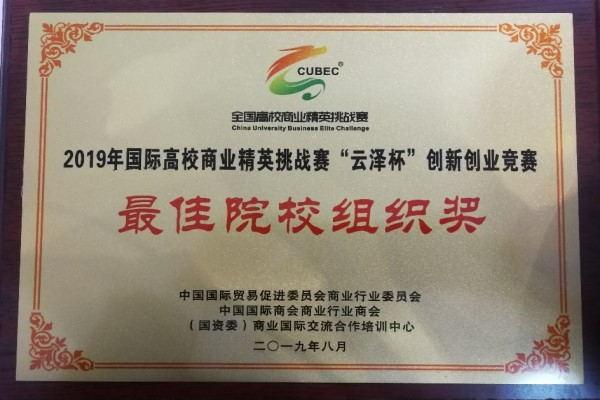 CUBEC®
全国高校商业精英挑战赛
China University Business Elite Challenge
2019年国际高校商业精英挑战赛“云泽杯”创新创业竞赛
最佳院校组织奖
中国国际贸易促进委员会商业行业委员会
中国国际商会商业行业商会
（国资委）商业国际交流合作培训中心
二〇一九年八月